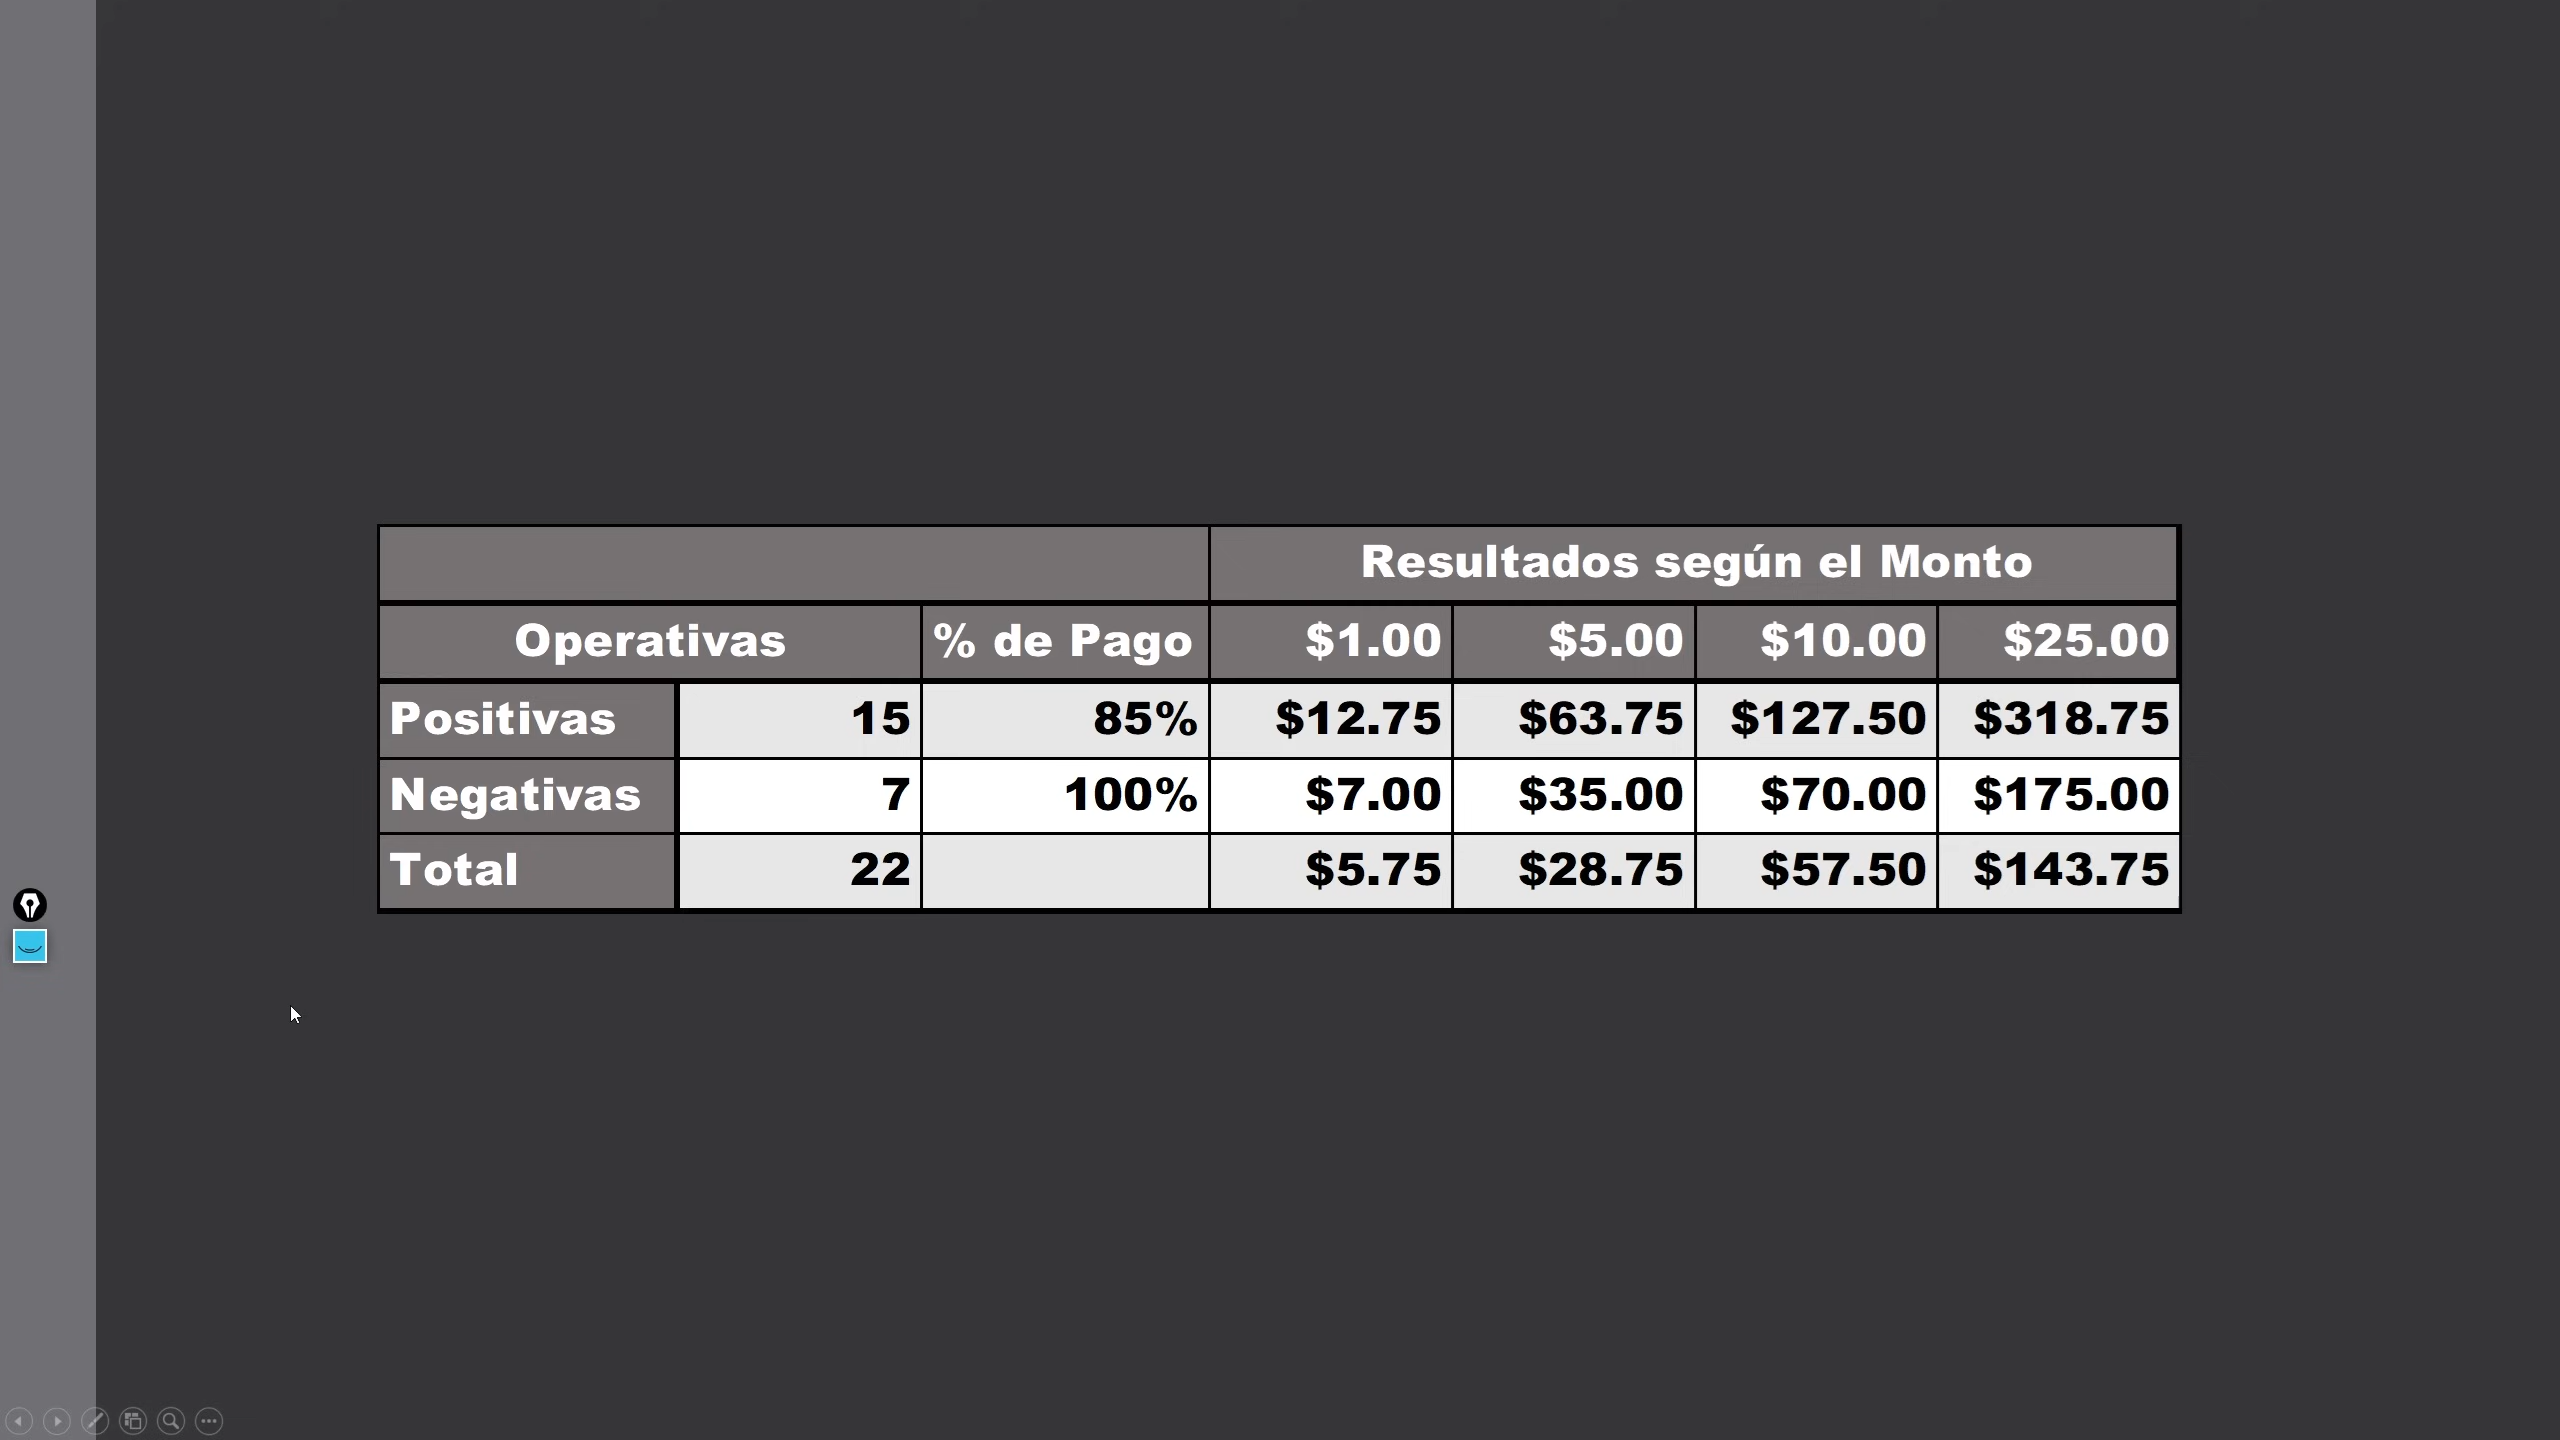 Resultados según el Monto
Operativas % de Pago $1.00 $5.00 $10.00 $25.00
Positivas 15 85% $12.75 $63.75 $127.50 $318.75
Negativas 7 100% $7.00 $35.00 $70.00 $175.00
Total 22 $5.75 $28.75 $57.50 $143.75